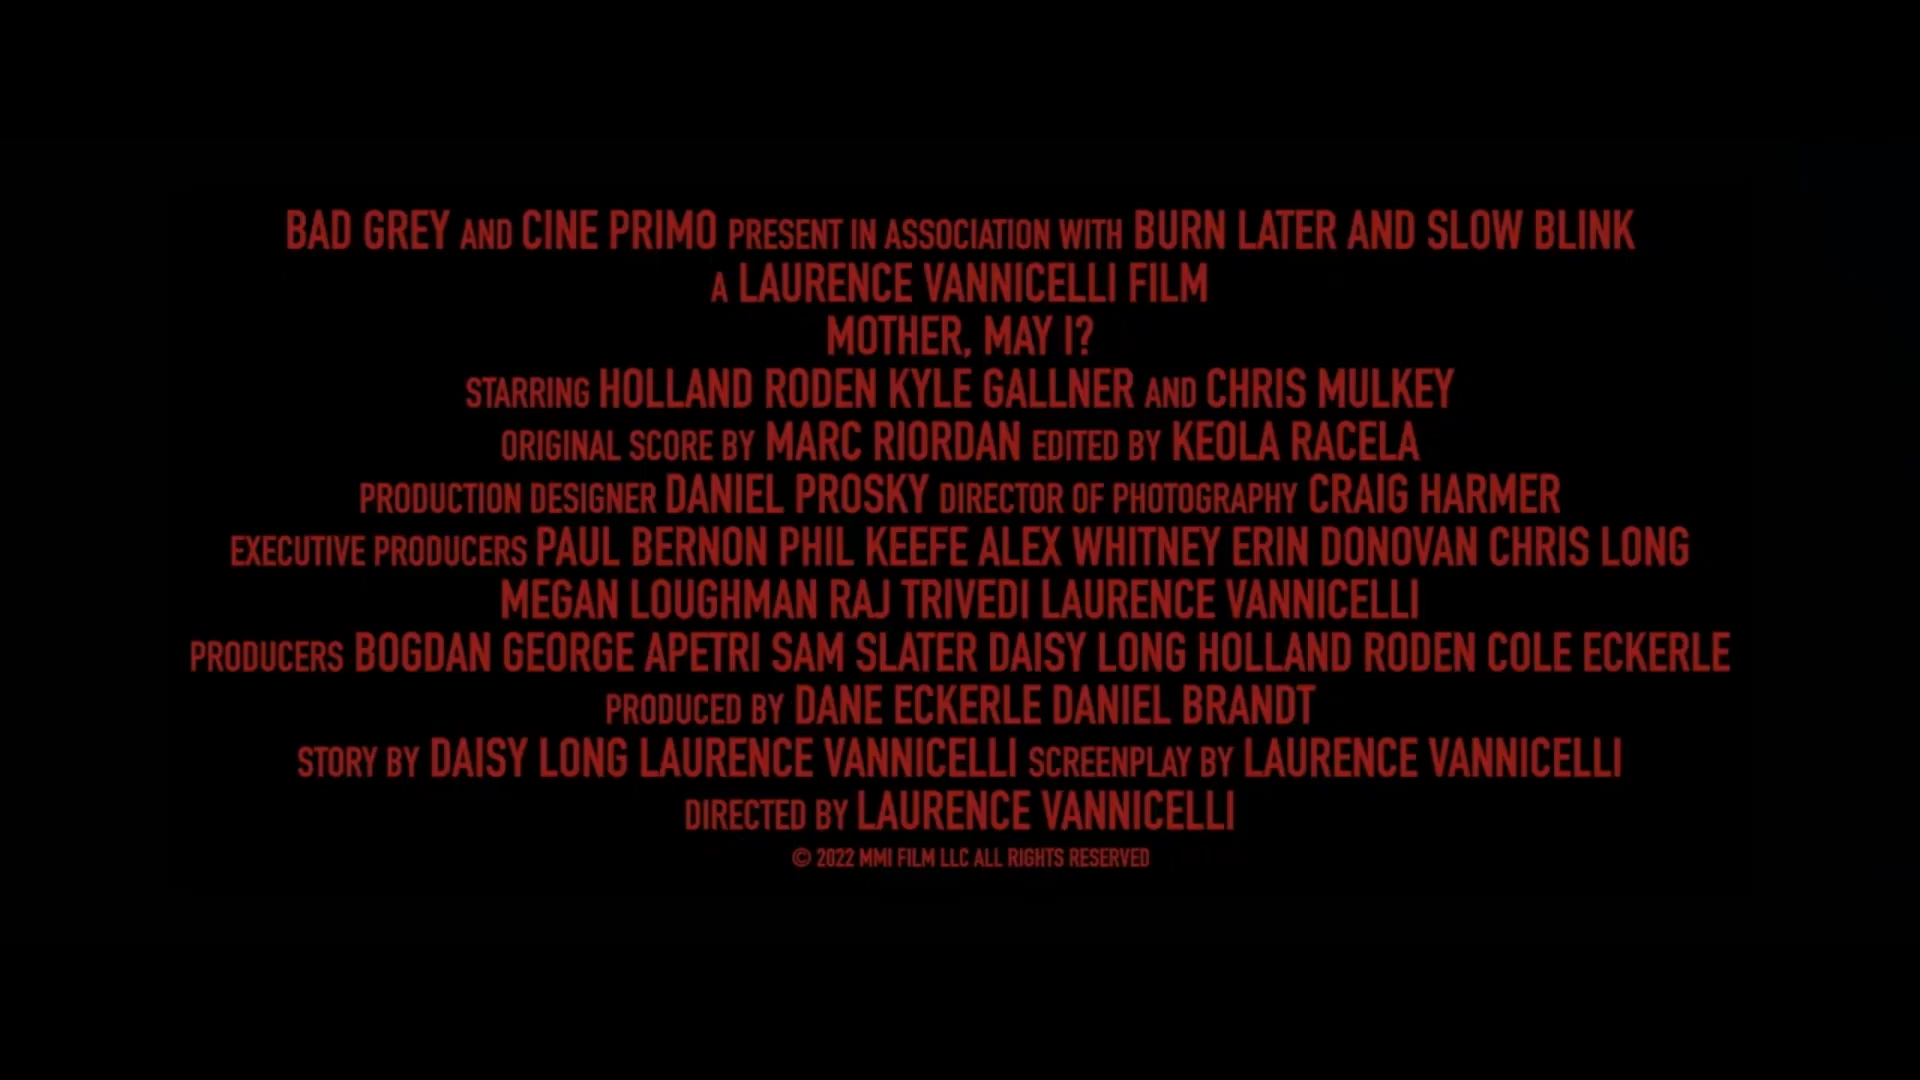 BAD GREY AND CINE PRIMO PRESENT IN ASSOCIATION WITH BURN LATER AND SLOW BLINK
A LAURENCE VANNICELLI FILM
MOTHER, MAY I?
STARRING HOLLAND RODEN KYLE GALLNER AND CHRIS MULKEY
ORIGINAL SCORE BY MARC RIORDAN EDITED BY KEOLA RACELA
PRODUCTION DESIGNER DANIEL PROSKY DIRECTOR OF PHOTOGRAPHY CRAIG HARMER
EXECUTIVE PRODUCERS PAUL BERNON PHIL KEEFE ALEX WHITNEY ERIN DONOVAN CHRIS LONG
MEGAN LOUGHMAN RAJ TRIVEDI LAURENCE VANNICELLI
PRODUCERS BOGDAN GEORGE APETRI SAM SLATER DAISY LONG HOLLAND RODEN COLE ECKERLE
PRODUCED BY DANE ECKERLE DANIEL BRANDT
STORY BY DAISY LONG LAURENCE VANNICELLI SCREENPLAY BY LAURENCE VANNICELLI
DIRECTED BY LAURENCE VANNICELLI
© 2022 MMI FILM LLC ALL RIGHTS RESERVED